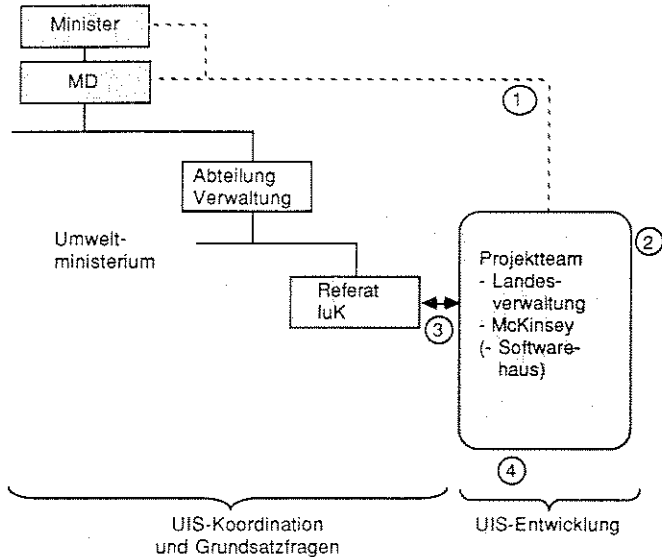 Minister
MD
1
Abteilung
Verwaltung
Umwelt-
ministerium
2
Projektteam
- Landes-
verwaltung
- McKinsey
(- Software-
haus)
Referat
IuK
3
4
UIS-Koordination
und Grundsatzfragen
UIS-Entwicklung